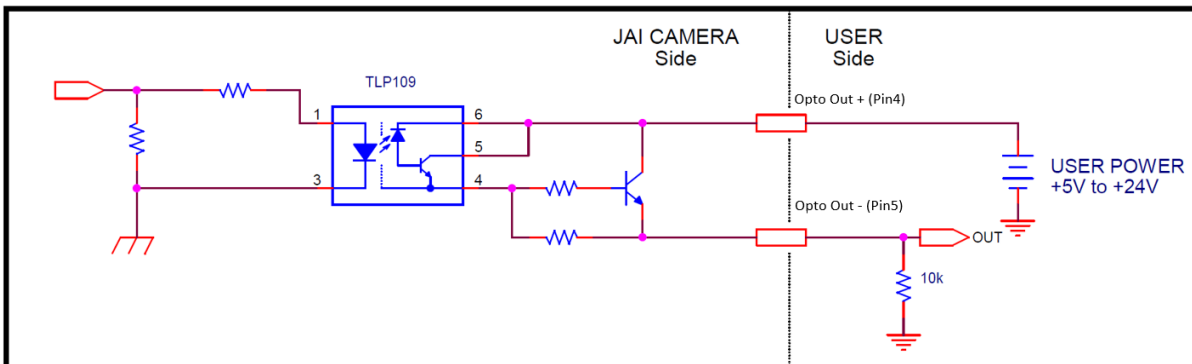 JAI CAMERA
Side
USER
Side
TLP109
Opto Out + (Pin4)
1
6
5
3
4
USER POWER
+5V to +24V
Opto Out - (Pin5)
OUT
10k